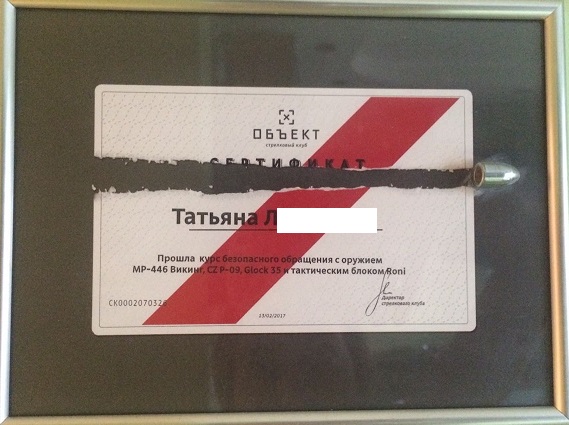 ОБЪЕКТ
стрелковый клуб
СЕРТИФИКАТ
Татьяна Л
Прошла курс безопасного обращения с оружием
МР-446 Викинг, CZ P-09, Glock 35 и тактическим блоком Roni
Директор
стрелкового клуба
СК0002070326
13/02/2017